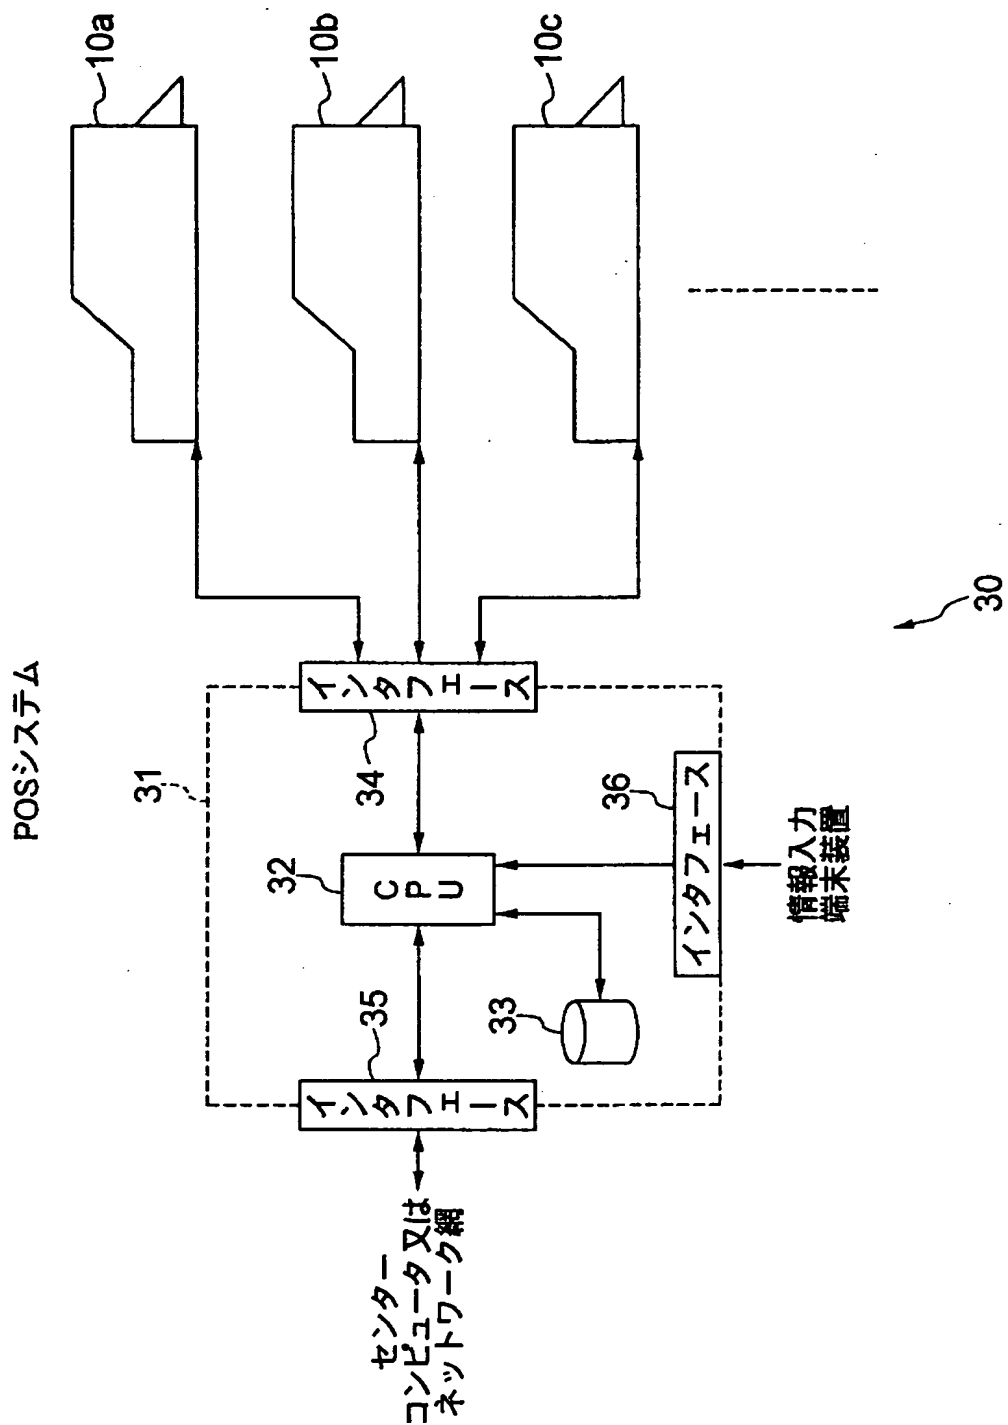 POSシステム
10a
10b
10c
31
34
インタフェース
32
CPU
35
インタフェース
33
36
インタフェース
情報入力
端末装置
センター
コンピュータ又は
ネットワーク網
30